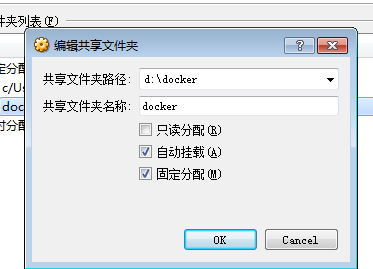 件夹列表(F)
编辑共享文件夹
定分配
c/Us
共享文件夹路径: d:\docker
doc
共享文件夹名称: docker
时分配
只读分配(R)
自动挂载(A)
固定分配(M)
OK Cancel